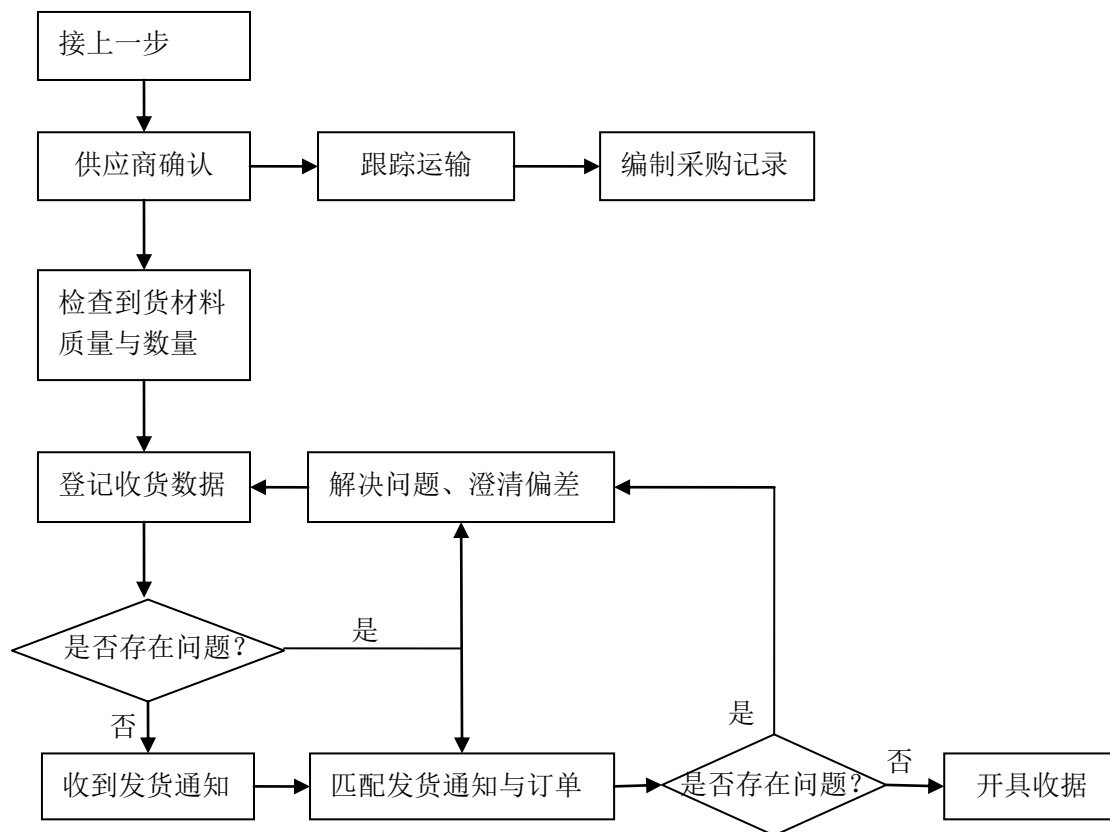 接上一步
供应商确认
跟踪运输
编制采购记录
检查到货材料
质量与数量
登记收货数据
解决问题、澄清偏差
是否存在问题?
是
否
收到发货通知
匹配发货通知与订单
是否存在问题?
是
否
开具收据